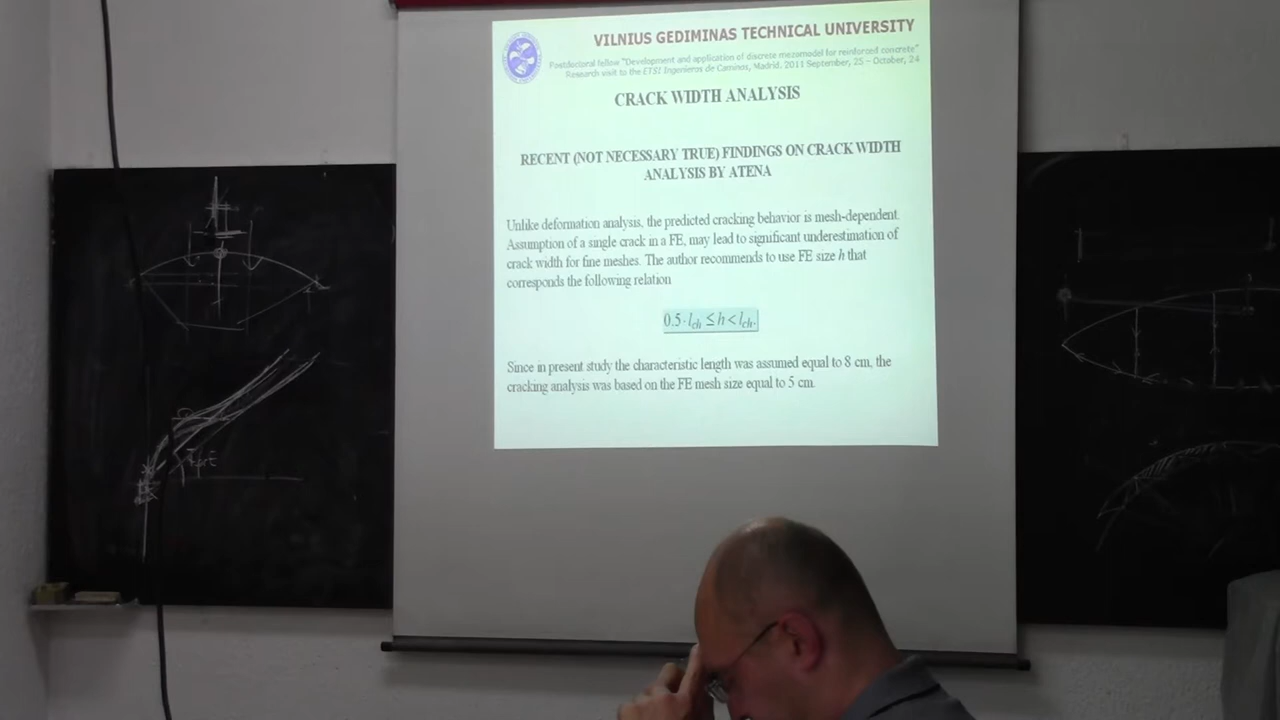 VILNIUS GEDIMINAS TECHNICAL UNIVERSITY
Postdoctoral fellow "Development and application of discrete mezomodel for reinforced concrete"
Research visit to the ETSI Ingenieros de Caminos, Madrid. 2011 September, 25 – October, 24
CRACK WIDTH ANALYSIS
RECENT (NOT NECESSARY TRUE) FINDINGS ON CRACK WIDTH
ANALYSIS BY ATENA
Unlike deformation analysis, the predicted cracking behavior is mesh-dependent.
Assumption of a single crack in a FE, may lead to significant underestimation of
crack width for fine meshes. The author recommends to use FE size h that
corresponds the following relation
0.5·l_ch ≤ h < l_ch.
Since in present study the characteristic length was assumed equal to 8 cm, the
cracking analysis was based on the FE mesh size equal to 5 cm.